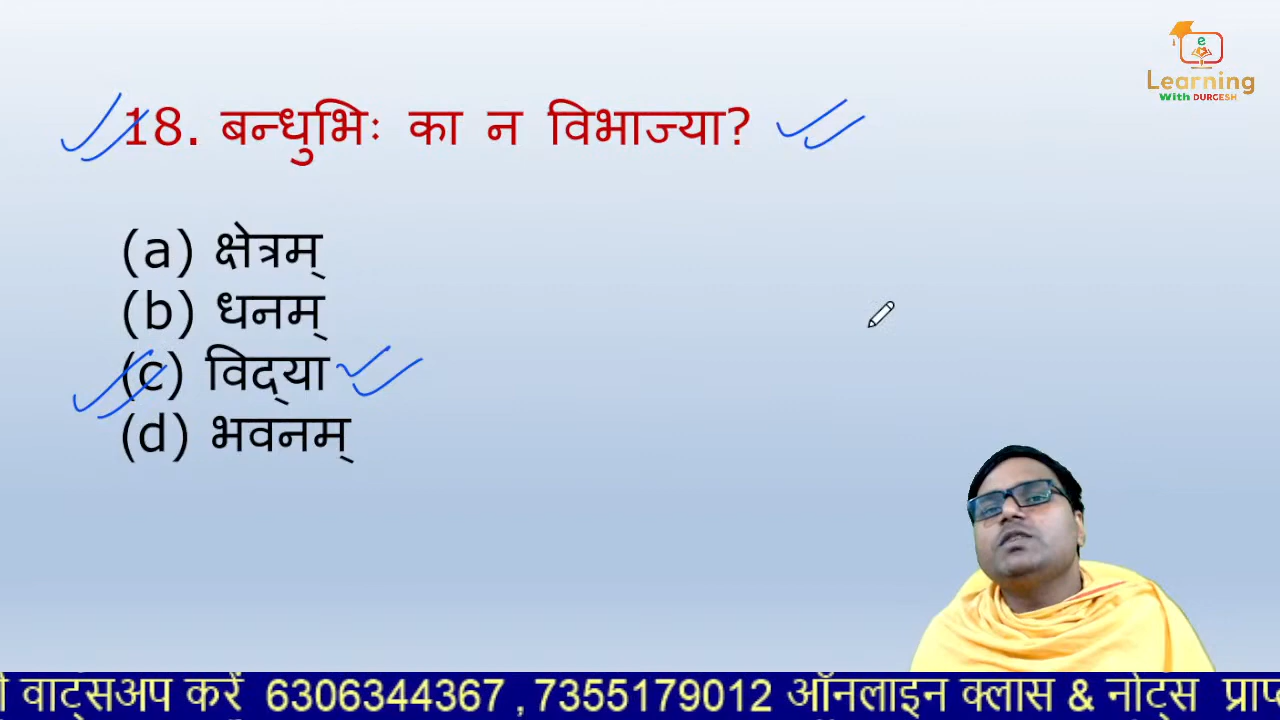 e
Learning
With DURGESH
18. बन्धुभिः का न विभाज्या?
(a) क्षेत्रम्
(b) धनम्
(c) विद्‌या
(d) भवनम्
वाट्सअप करें 6306344367 , 7355179012 ऑनलाइन क्लास & नोट्स